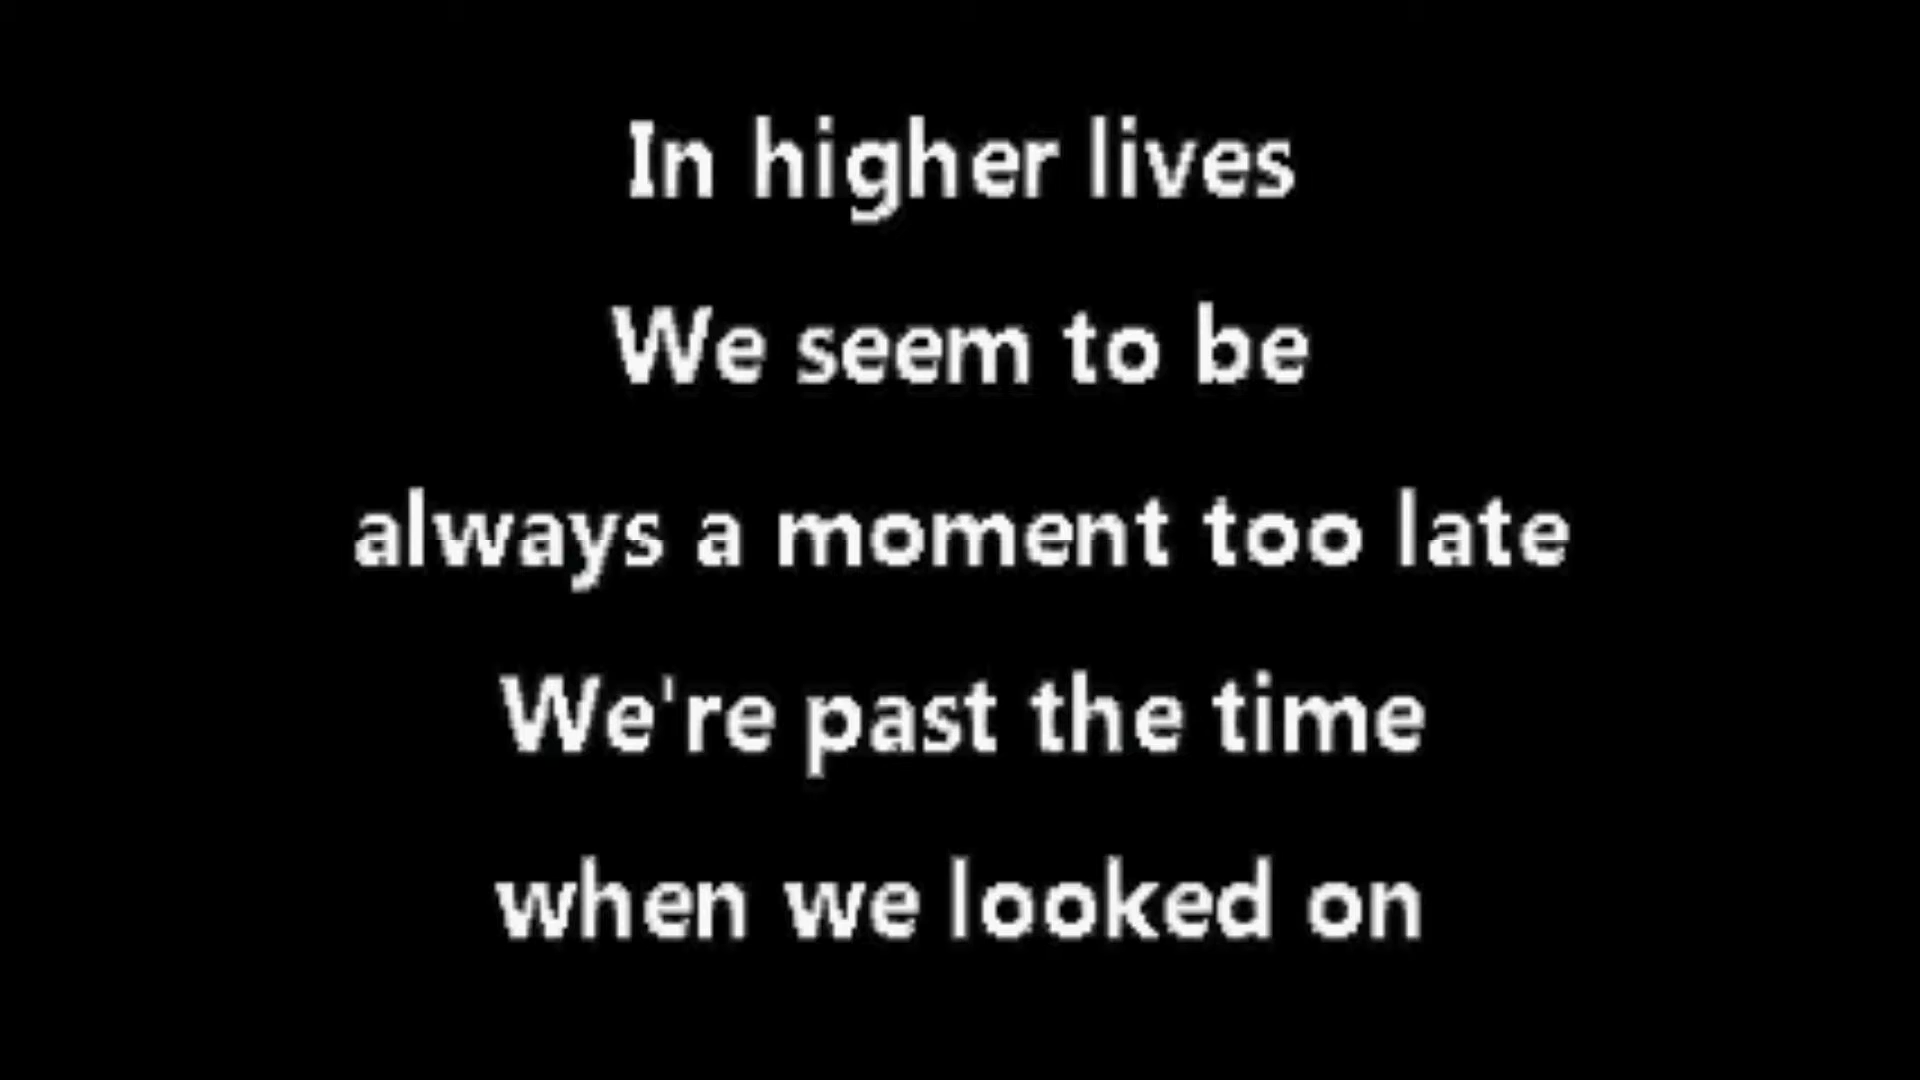 In higher lives
We seem to be
always a moment too late
We're past the time
when we looked on